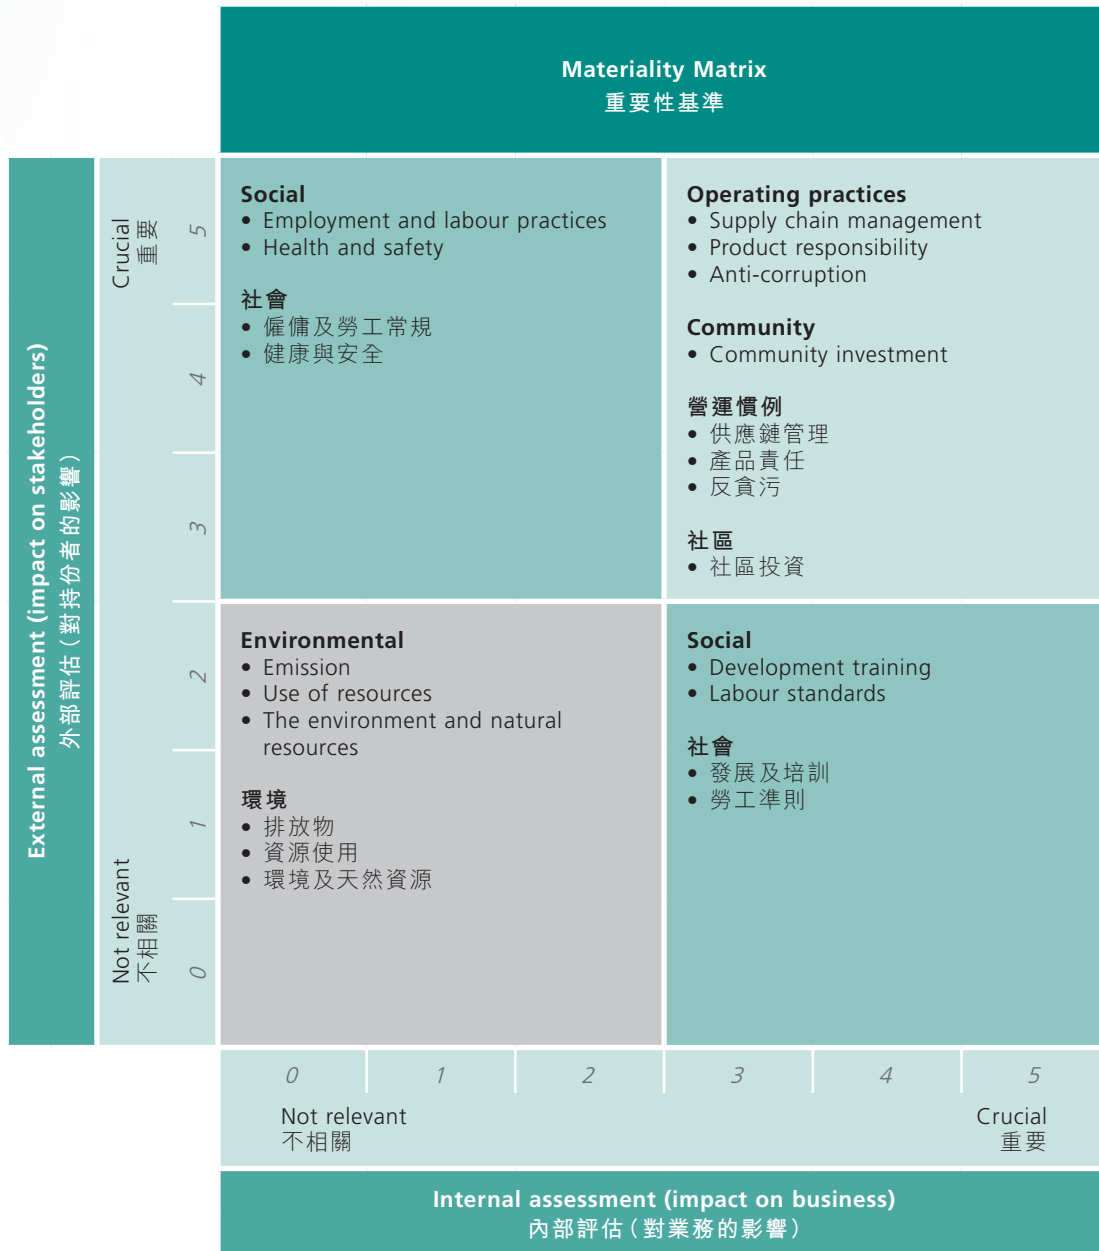 Materiality Matrix
重要性基準
External assessment (impact on stakeholders)
外部評估（對持份者的影響）
Crucial
重要
Not relevant
不相關
5
4
3
2
1
0
Social
• Employment and labour practices
• Health and safety
社會
• 僱傭及勞工常規
• 健康與安全
Operating practices
• Supply chain management
• Product responsibility
• Anti-corruption
Community
• Community investment
營運慣例
• 供應鏈管理
• 產品責任
• 反貪污
社區
• 社區投資
Environmental
• Emission
• Use of resources
• The environment and natural
resources
環境
• 排放物
• 資源使用
• 環境及天然資源
Social
• Development training
• Labour standards
社會
• 發展及培訓
• 勞工準則
0 1 2 3 4 5
Not relevant
不相關
Crucial
重要
Internal assessment (impact on business)
內部評估（對業務的影響）